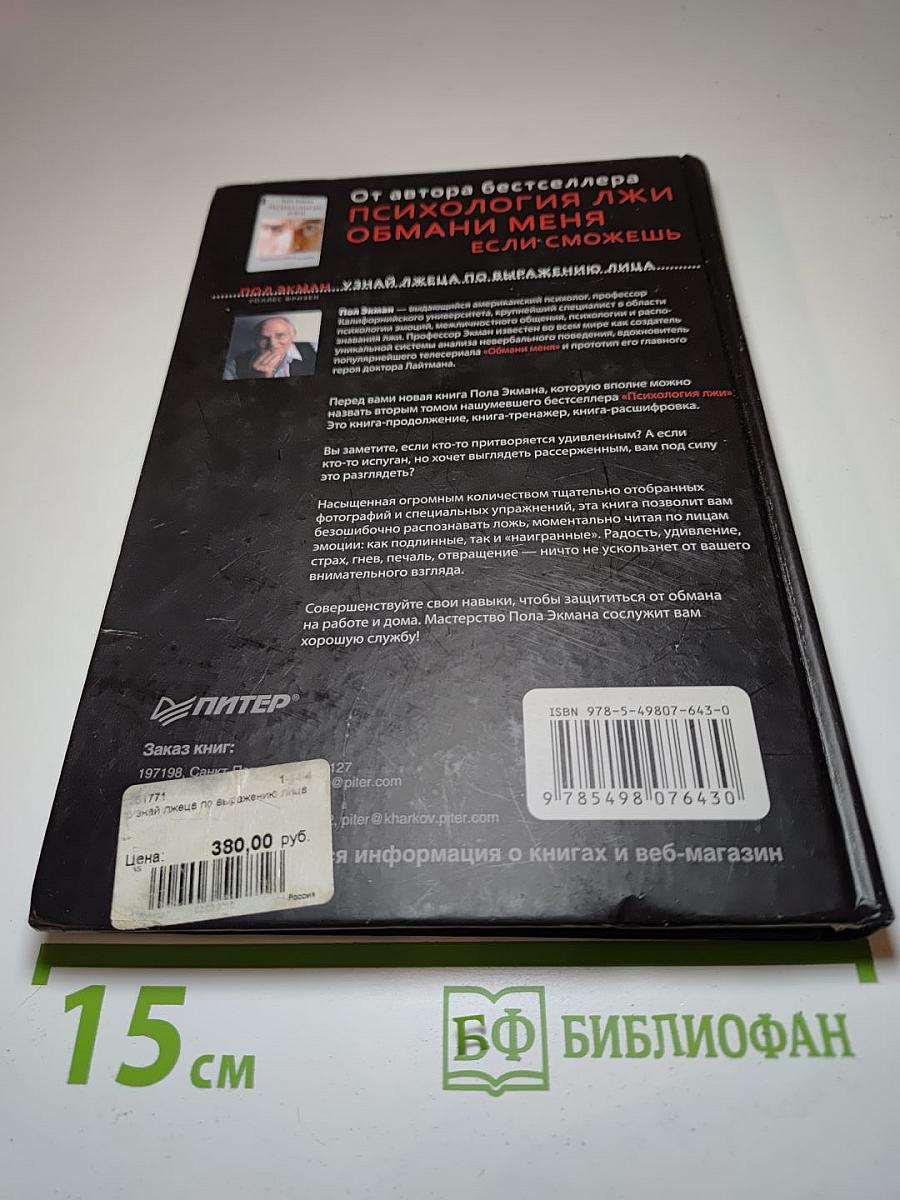 От автора бестселлера
ПСИХОЛОГИЯ ЛЖИ
ОБМАНИ МЕНЯ
ЕСЛИ СМОЖЕШЬ
ПОЛ ЭКМАН...УЗНАЙ ЛЖЕЦА ПО ВЫРАЖЕНИЮ ЛИЦА
УОЛЛЕС ФРИЗЕН
Пол Экман — выдающийся американский психолог, профессор
Калифорнийского университета, крупнейший специалист в области
психологии эмоций, межличностного общения, психологии и распо-
знавания лжи. Профессор Экман известен во всем мире как создатель
уникальной системы анализа невербального поведения, вдохновитель
популярнейшего телесериала «Обмани меня» и прототип его главного
героя доктора Лайтмана.
Перед вами новая книга Пола Экмана, которую вполне можно
назвать вторым томом нашумевшего бестселлера «Психология лжи».
Это книга-продолжение, книга-тренажер, книга-расшифровка.
Вы заметите, если кто-то притворяется удивленным? А если
кто-то испуган, но хочет выглядеть рассерженным, вам под силу
это разглядеть?
Насыщенная огромным количеством тщательно отобранных
фотографий и специальных упражнений, эта книга позволит вам
безошибочно распознавать ложь, моментально читая по лицам
эмоции: как подлинные, так и «наигранные». Радость, удивление,
страх, гнев, печаль, отвращение — ничто не ускользнет от вашего
внимательного взгляда.
Совершенствуйте свои навыки, чтобы защититься от обмана
на работе и дома. Мастерство Пола Экмана сослужит вам
хорошую службу!
ПИТЕР®
Заказ книг:
197198, Санкт-П 127
@piter.com
piter@kharkov.piter.com
ся информация о книгах и веб-магазин
ISBN 978-5-49807-643-0
9 785498 076430
Узнай лжеца по выражению лица
Цена: 380,00 руб.
Россия
15 см
БФ БИБЛИОФАН